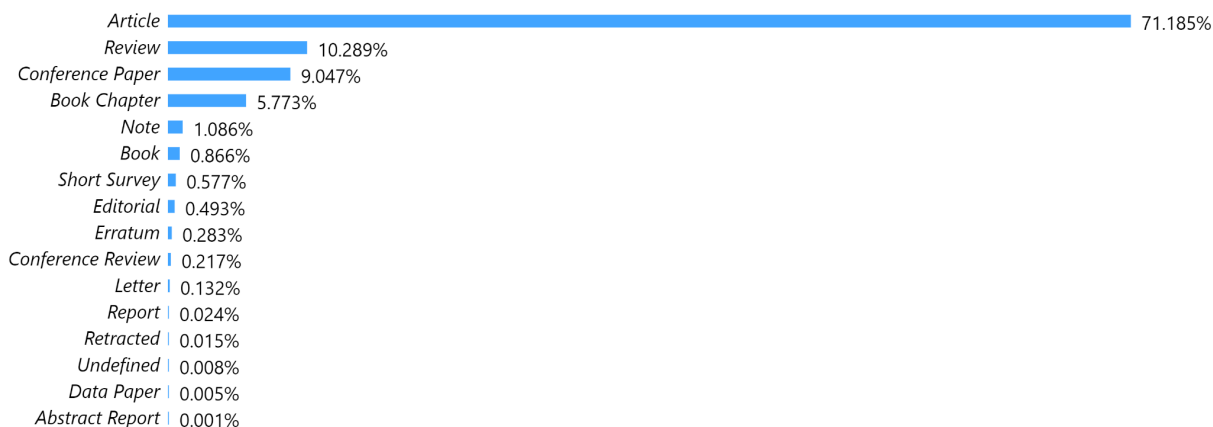 Article 71.185%
Review 10.289%
Conference Paper 9.047%
Book Chapter 5.773%
Note 1.086%
Book 0.866%
Short Survey 0.577%
Editorial 0.493%
Erratum 0.283%
Conference Review 0.217%
Letter 0.132%
Report 0.024%
Retracted 0.015%
Undefined 0.008%
Data Paper 0.005%
Abstract Report 0.001%